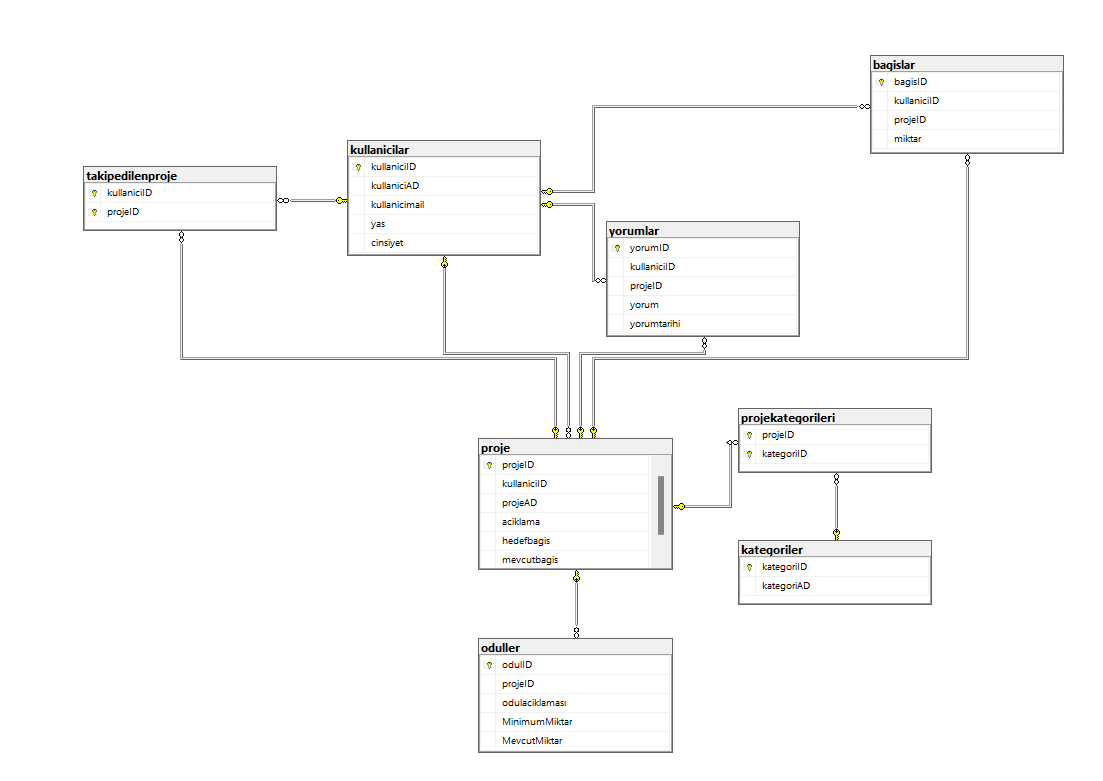 bagislar
bagisID
kullaniciID
projeID
miktar
kullanicilar
kullaniciID
kullaniciAD
kullanicimail
yas
cinsiyet
takipedilenproje
kullaniciID
projeID
yorumlar
yorumID
kullaniciID
projeID
yorum
yorumtarihi
projekategorileri
projeID
kategoriID
proje
projeID
kullaniciID
projeAD
aciklama
hedefbagis
mevcutbagis
kategoriler
kategoriID
kategoriAD
oduller
odulID
projeID
odulaciklaması
MinimumMiktar
MevcutMiktar